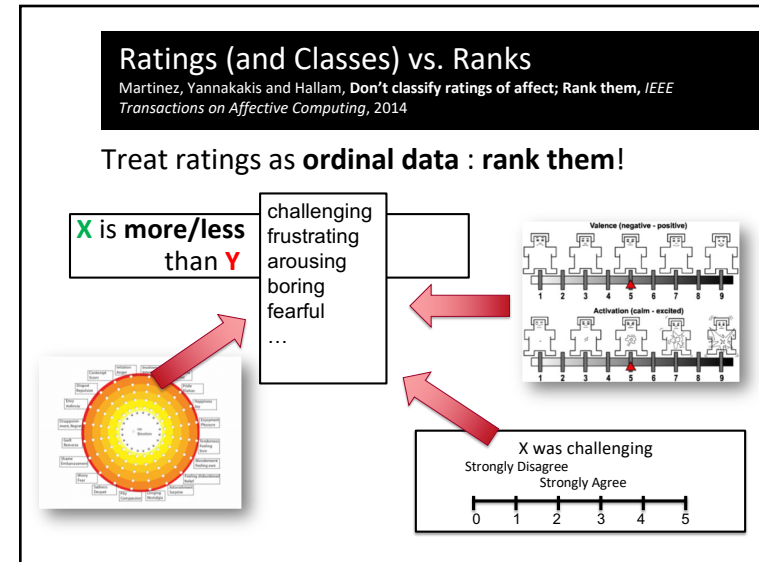 Ratings (and Classes) vs. Ranks
Martinez, Yannakakis and Hallam, Don't classify ratings of affect; Rank them, IEEE
Transactions on Affective Computing, 2014
Treat ratings as ordinal data : rank them!
X is more/less
than Y
challenging
frustrating
arousing
boring
fearful
…
Valence (negative - positive)
1 2 3 4 5 6 7 8 9
Activation (calm - excited)
1 2 3 4 5 6 7 8 9
X was challenging
Strongly Disagree
Strongly Agree
0 1 2 3 4 5